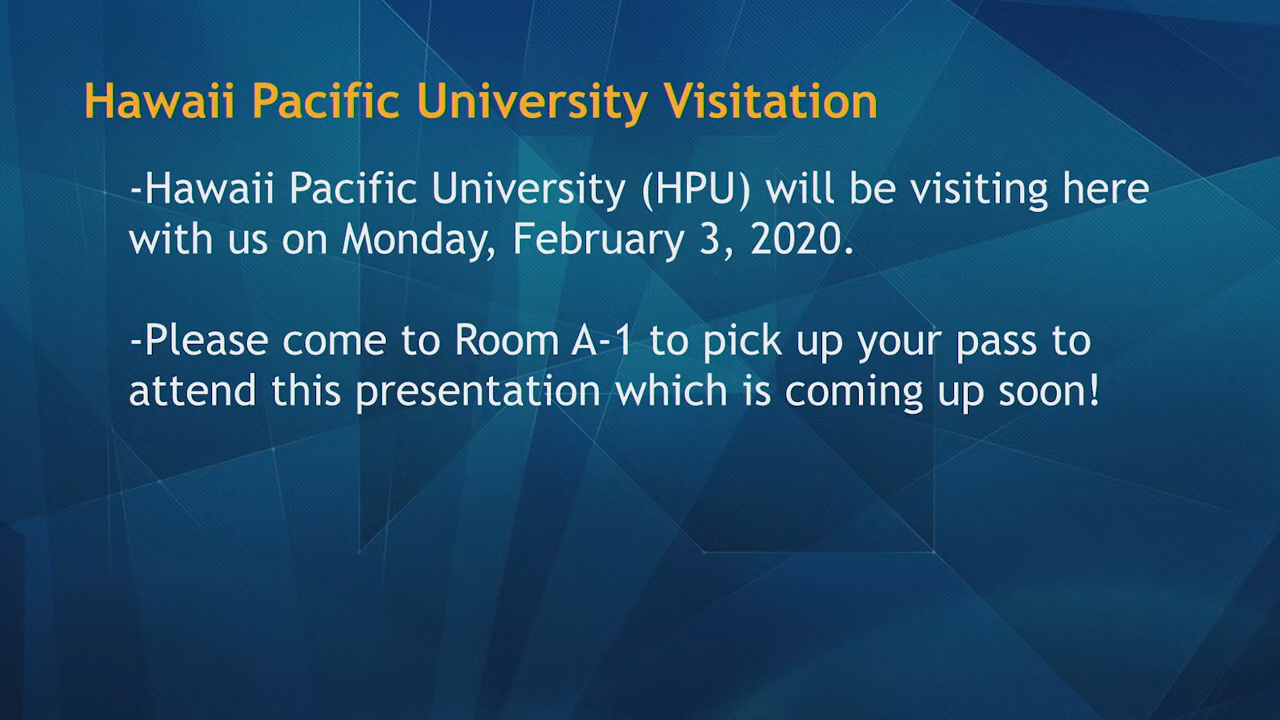 Hawaii Pacific University Visitation
-Hawaii Pacific University (HPU) will be visiting here
with us on Monday, February 3, 2020.
-Please come to Room A-1 to pick up your pass to
attend this presentation which is coming up soon!